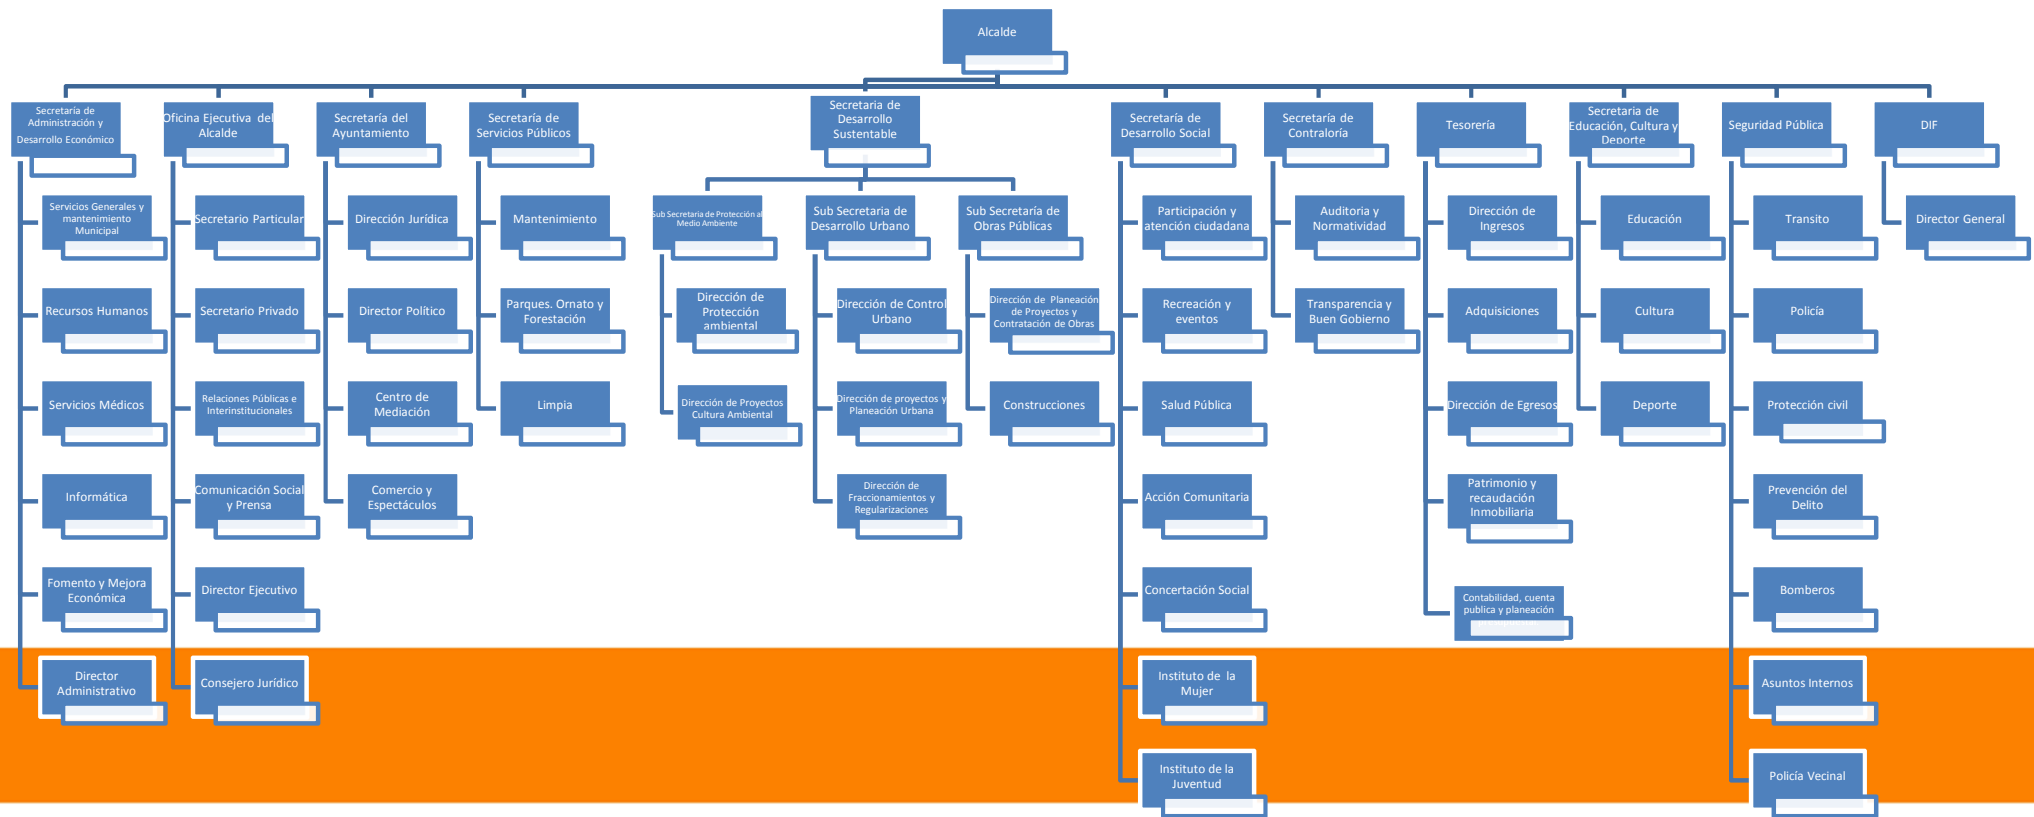 Alcalde
Secretaría de
Administración y
Desarrollo Económico
Oficina Ejecutiva del
Alcalde
Secretaría del
Ayuntamiento
Secretaría de
Servicios Públicos
Secretaria de
Desarrollo
Sustentable
Secretaría de
Desarrollo Social
Secretaría de
Contraloría
Tesorería
Secretaria de
Educación, Cultura y
Deporte
Seguridad Pública
DIF
Servicios Generales y
mantenimiento
Municipal
Secretario Particular
Dirección Jurídica
Mantenimiento
Sub Secretaria de Protección al
Medio Ambiente
Sub Secretaria de
Desarrollo Urbano
Sub Secretaría de
Obras Públicas
Participación y
atención ciudadana
Auditoria y
Normatividad
Dirección de
Ingresos
Educación
Transito
Director General
Recursos Humanos
Secretario Privado
Director Político
Parques. Ornato y
Forestación
Dirección de
Protección
ambiental
Dirección de Control
Urbano
Dirección de Planeación
de Proyectos y
Contratación de Obras
Recreación y
eventos
Transparencia y
Buen Gobierno
Adquisiciones
Cultura
Policía
Servicios Médicos
Relaciones Públicas e
Interinstitucionales
Centro de
Mediación
Limpia
Dirección de Proyectos
Cultura Ambiental
Dirección de proyectos y
Planeación Urbana
Construcciones
Salud Pública
Dirección de Egresos
Deporte
Protección civil
Informática
Comunicación Social
y Prensa
Comercio y
Espectáculos
Dirección de
Fraccionamientos y
Regularizaciones
Acción Comunitaria
Patrimonio y
recaudación
Inmobiliaria
Prevención del
Delito
Fomento y Mejora
Económica
Director Ejecutivo
Concertación Social
Contabilidad, cuenta
publica y planeación
Bomberos
Director
Administrativo
Consejero Jurídico
Instituto de la
Mujer
Asuntos Internos
Instituto de la
Juventud
Policía Vecinal